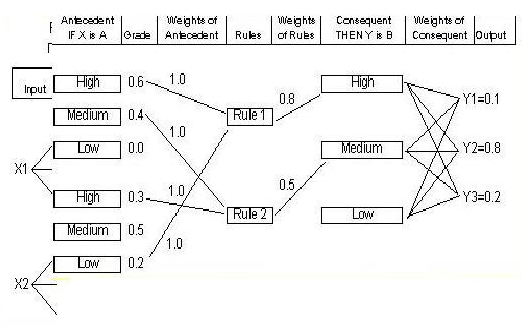 Antecedent IF X is A Grade Weights of Antecedent Rules Weights of Rules Consequent THEN Y is B Weights of Consequent Output
Input
High 0.6 1.0
Medium 0.4 1.0
Low 0.0
X1
High 0.3 1.0
Medium 0.5
Low 0.2 1.0
X2
Rule 1 0.8
Rule 2 0.5
High
Medium
Low
Y1=0.1
Y2=0.8
Y3=0.2